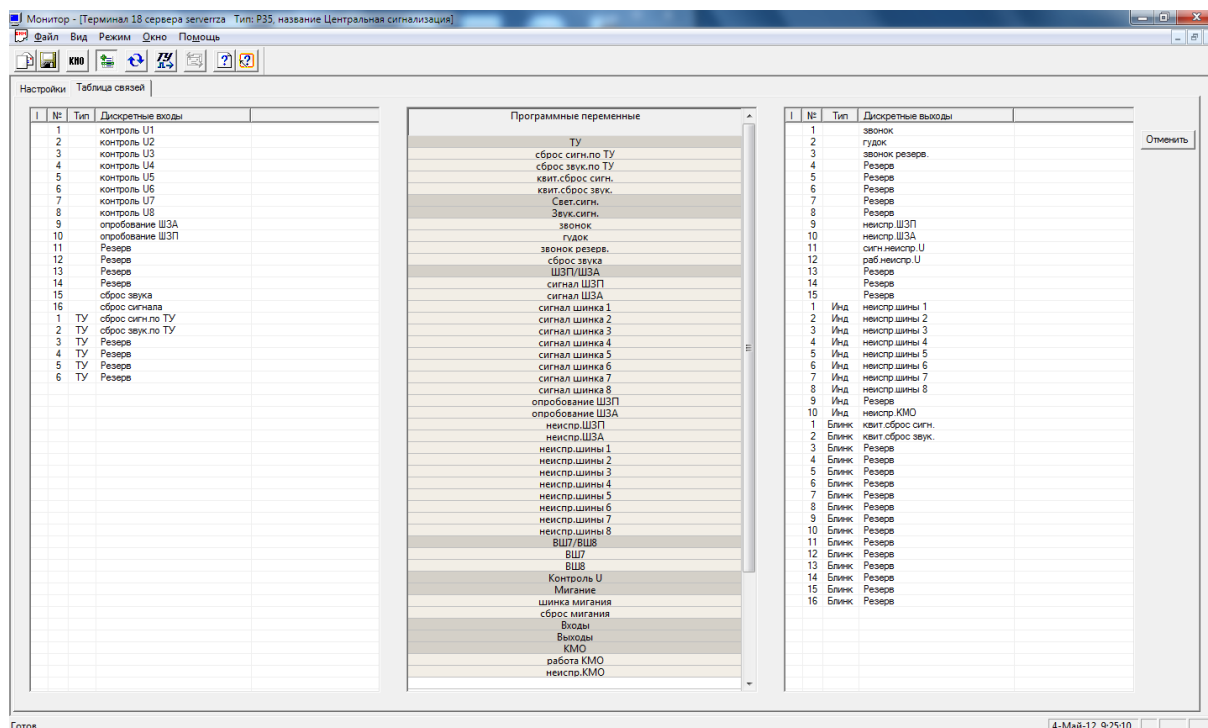 Монитор - [Терминал 18 сервера serverrza Тип: P35, название Центральная сигнализация]
Файл Вид Режим Окно Помощь
КНО ТУ
Настройки Таблица связей
I № Тип Дискретные входы
1 контроль U1
2 контроль U2
3 контроль U3
4 контроль U4
5 контроль U5
6 контроль U6
7 контроль U7
8 контроль U8
9 опробование ШЗА
10 опробование ШЗП
11 Резерв
12 Резерв
13 Резерв
14 Резерв
15 сброс звука
16 сброс сигнала
1 ТУ сброс сигн.по ТУ
2 ТУ сброс звук.по ТУ
3 ТУ Резерв
4 ТУ Резерв
5 ТУ Резерв
6 ТУ Резерв
Программные переменные
ТУ
сброс сигн.по ТУ
сброс звук.по ТУ
квит.сброс сигн.
квит.сброс звук.
Свет.сигн.
Звук.сигн.
звонок
гудок
звонок резерв.
сброс звука
ШЗП/ШЗА
сигнал ШЗП
сигнал ШЗА
сигнал шинка 1
сигнал шинка 2
сигнал шинка 3
сигнал шинка 4
сигнал шинка 5
сигнал шинка 6
сигнал шинка 7
сигнал шинка 8
опробование ШЗП
опробование ШЗА
неиспр.ШЗП
неиспр.ШЗА
неиспр.шины 1
неиспр.шины 2
неиспр.шины 3
неиспр.шины 4
неиспр.шины 5
неиспр.шины 6
неиспр.шины 7
неиспр.шины 8
ВШ7/ВШ8
ВШ7
ВШ8
Контроль U
Мигание
шинка мигания
сброс мигания
Входы
Выходы
КМО
работа КМО
неиспр.КМО
I № Тип Дискретные выходы
1 звонок
2 гудок
3 звонок резерв.
4 Резерв
5 Резерв
6 Резерв
7 Резерв
8 Резерв
9 неиспр.ШЗП
10 неиспр.ШЗА
11 сигн.неиспр.U
12 раб.неиспр.U
13 Резерв
14 Резерв
15 Резерв
1 Инд неиспр.шины 1
2 Инд неиспр.шины 2
3 Инд неиспр.шины 3
4 Инд неиспр.шины 4
5 Инд неиспр.шины 5
6 Инд неиспр.шины 6
7 Инд неиспр.шины 7
8 Инд неиспр.шины 8
9 Инд Резерв
10 Инд неиспр.КМО
1 Блинк квит.сброс сигн.
2 Блинк квит.сброс звук.
3 Блинк Резерв
4 Блинк Резерв
5 Блинк Резерв
6 Блинк Резерв
7 Блинк Резерв
8 Блинк Резерв
9 Блинк Резерв
10 Блинк Резерв
11 Блинк Резерв
12 Блинк Резерв
13 Блинк Резерв
14 Блинк Резерв
15 Блинк Резерв
16 Блинк Резерв
Отменить
Готов
4-Май-12 9:25:10